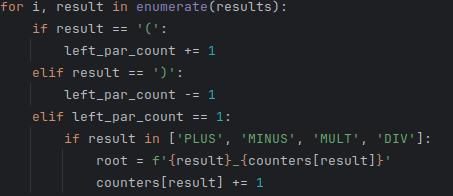 for i, result in enumerate(results):
    if result == '(':
        left_par_count += 1
    elif result == ')':
        left_par_count -= 1
    elif left_par_count == 1:
        if result in ['PLUS', 'MINUS', 'MULT', 'DIV']:
            root = f'{result}_{counters[result]}'
            counters[result] += 1